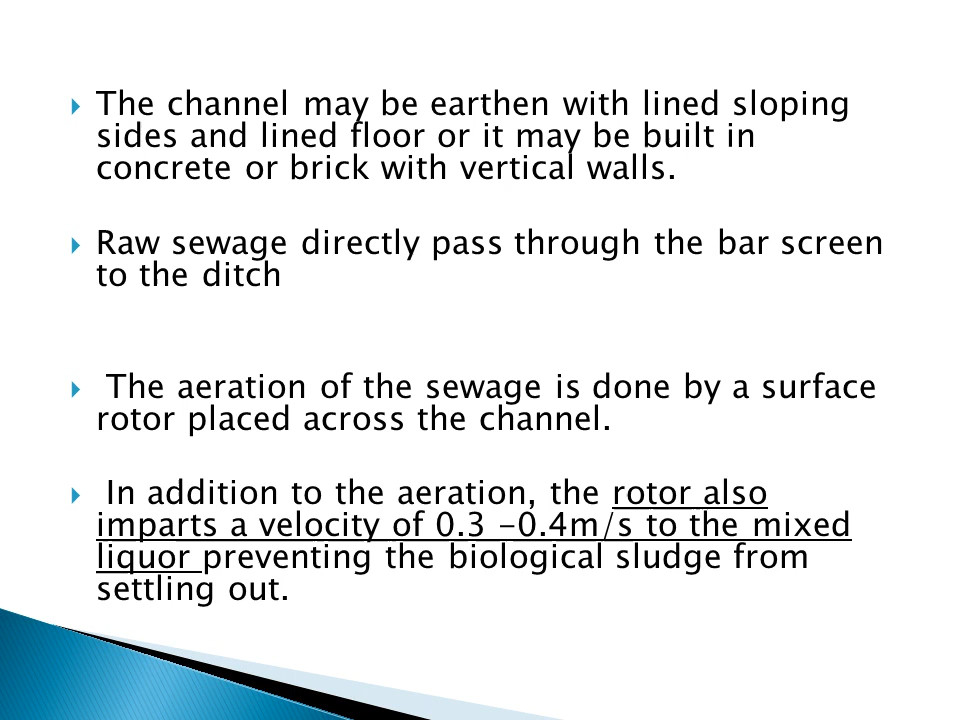 The channel may be earthen with lined sloping
sides and lined floor or it may be built in
concrete or brick with vertical walls.
Raw sewage directly pass through the bar screen
to the ditch
The aeration of the sewage is done by a surface
rotor placed across the channel.
In addition to the aeration, the rotor also
imparts a velocity of 0.3 -0.4m/s to the mixed
liquor preventing the biological sludge from
settling out.